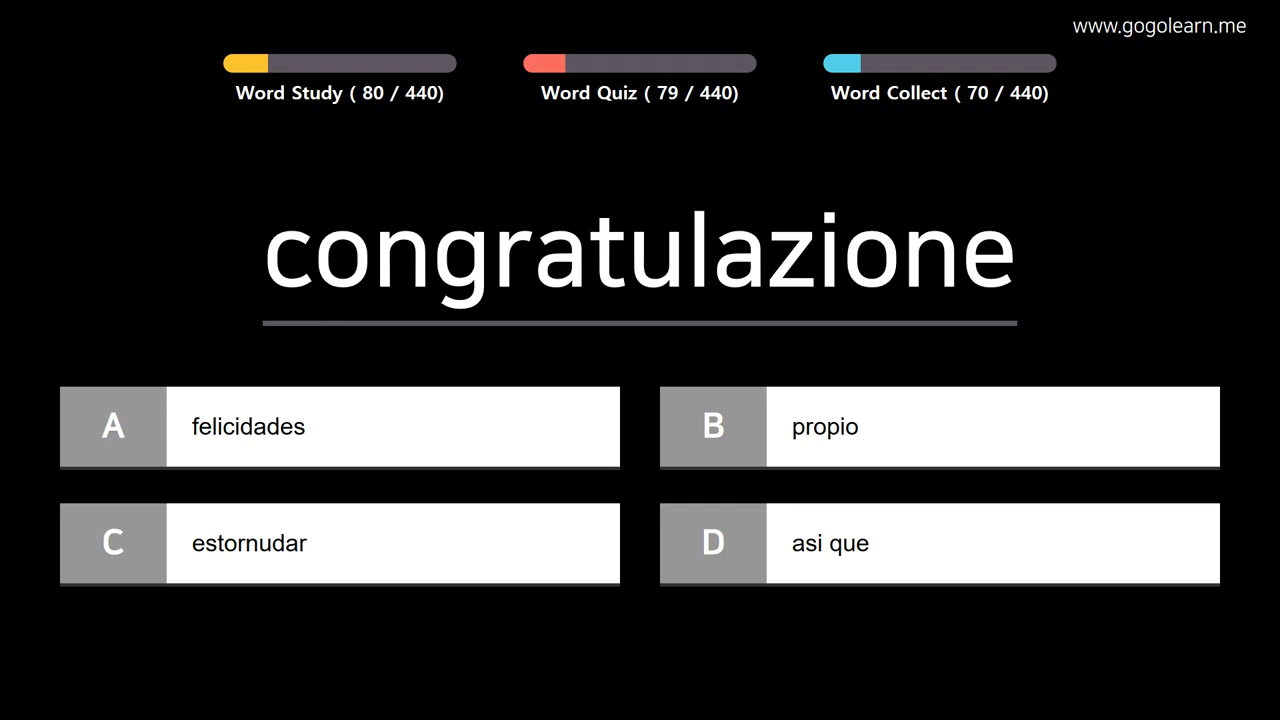 www.gogolearn.me
Word Study ( 80 / 440)
Word Quiz ( 79 / 440)
Word Collect ( 70 / 440)
congratulazione
A felicidades
B propio
C estornudar
D asi que